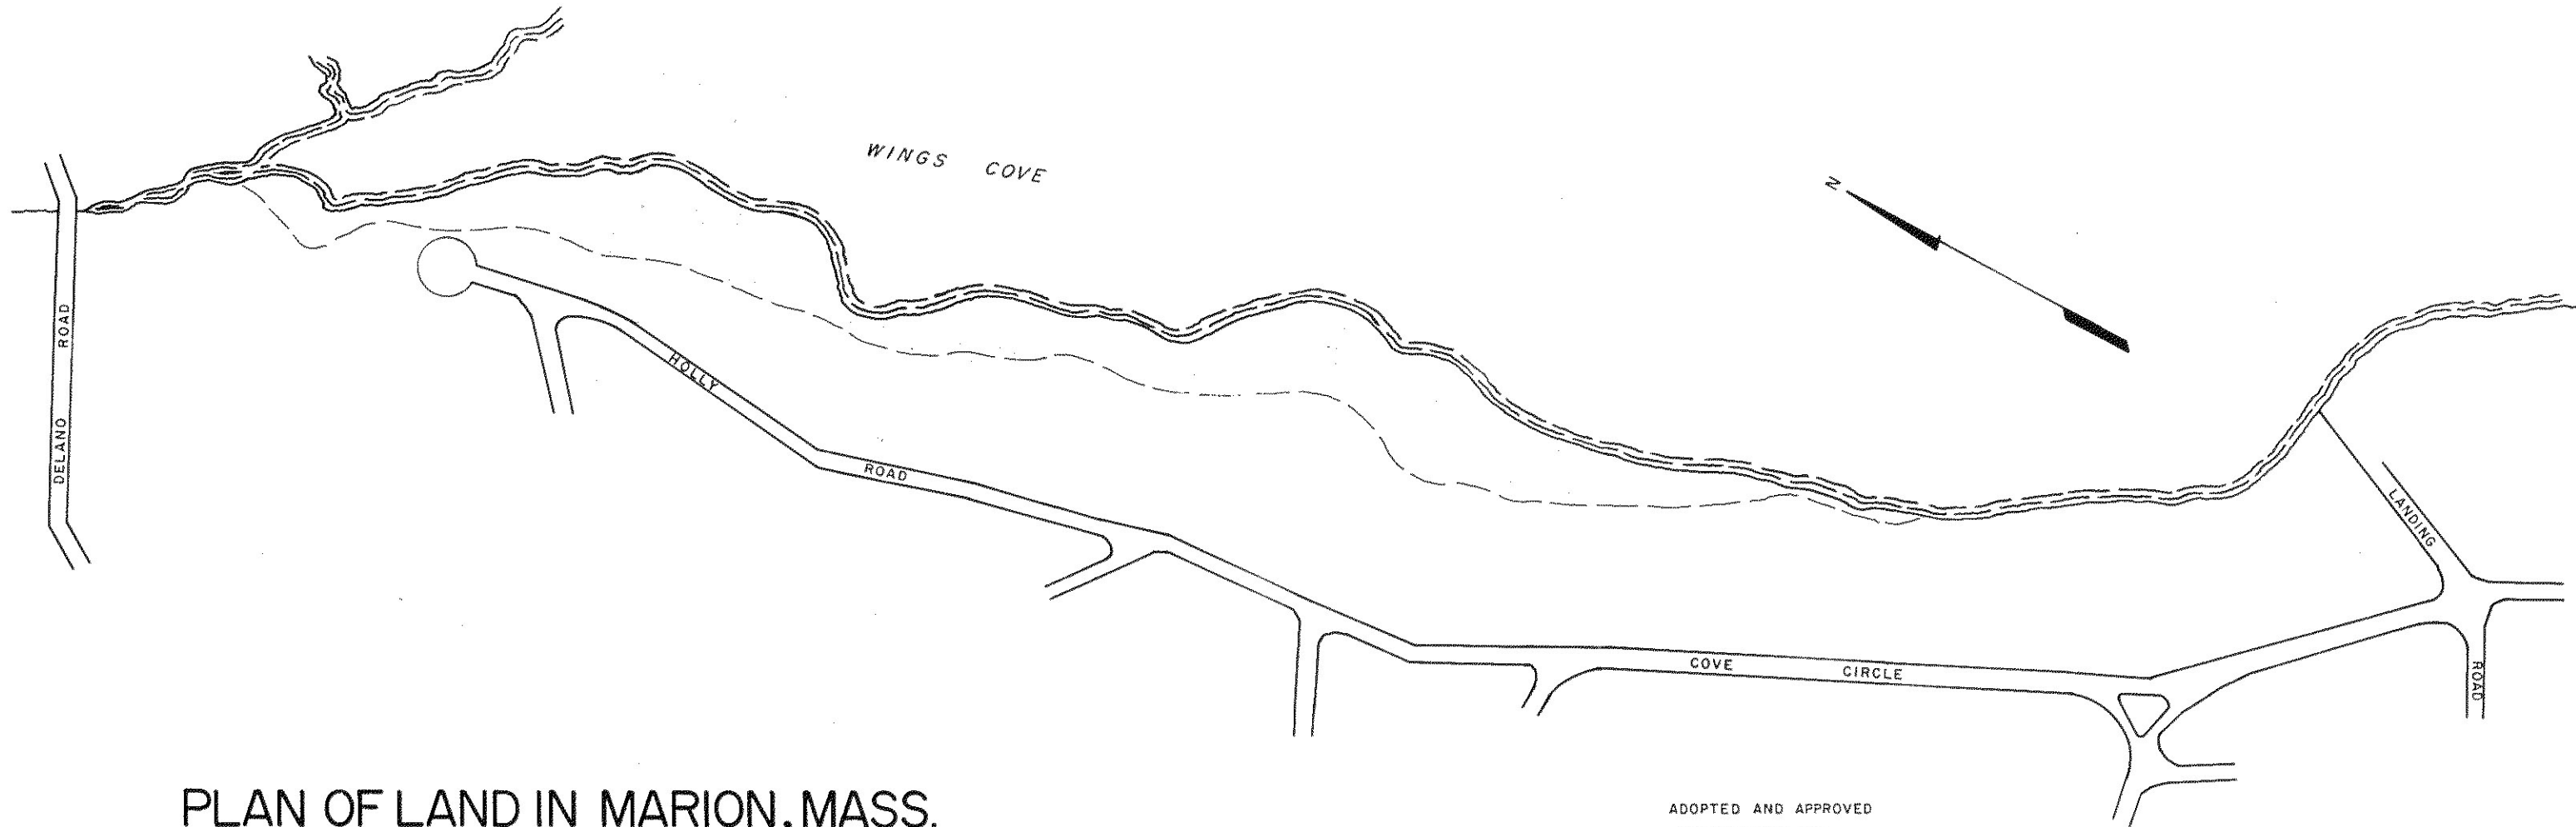 WINGS COVE
N
DELANO ROAD
HOLLY ROAD
LANDING ROAD
COVE CIRCLE
PLAN OF LAND IN MARION, MASS.
ADOPTED AND APPROVED